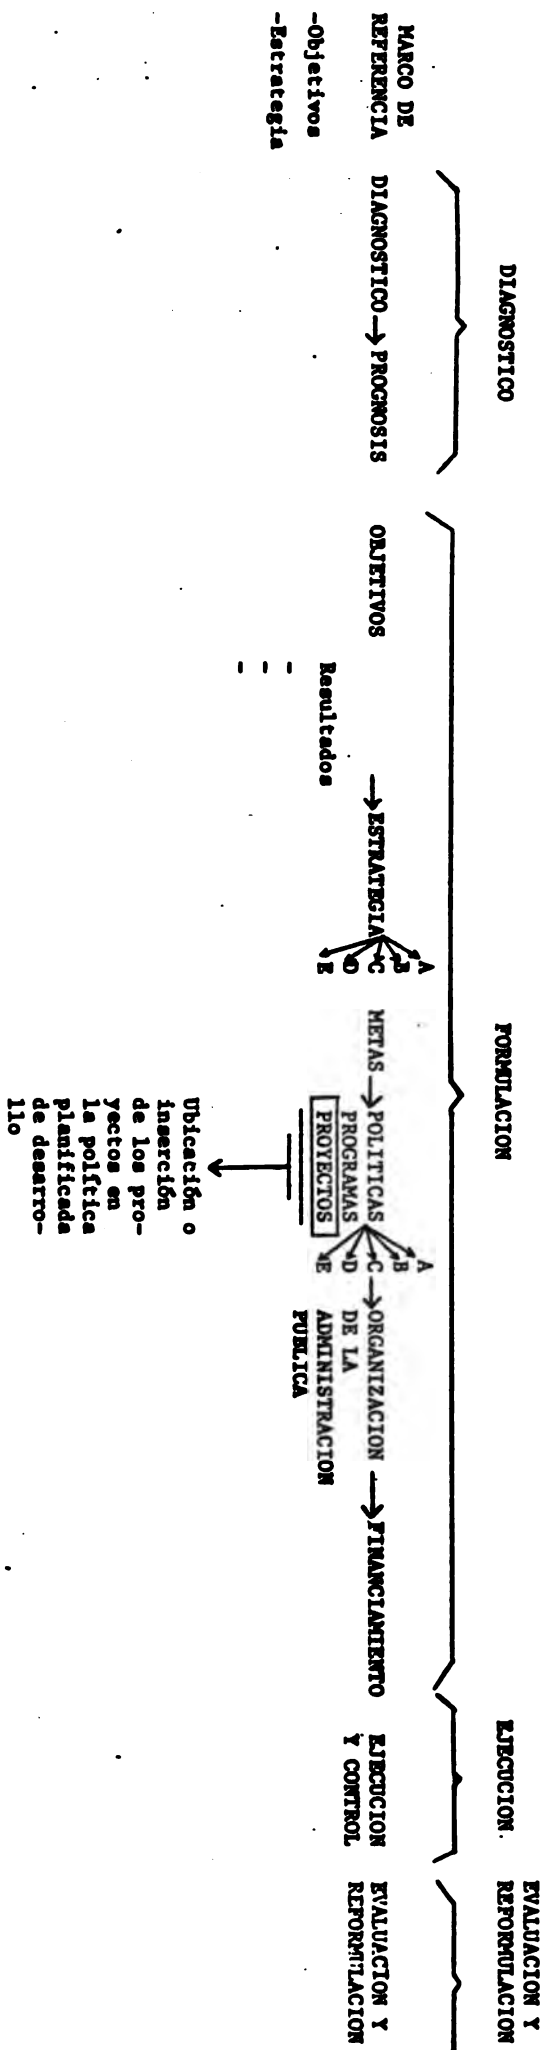 DIAGNOSTICO
FORMULACION
EJECUCION.
EVALUACION Y
REFORMULACION
MARCO DE
REFERENCIA
-Objetivos
-Estrategia
DIAGNOSTICO → PROGNOSIS
OBJETIVOS
Resultados
-
-
-
→ ESTRATEGIA
A
B
C
D
E
METAS → POLITICAS
PROGRAMAS
PROYECTOS
A
B
C
D
E
→ ORGANIZACION
DE LA
ADMINISTRACION
PUBLICA
→ FINANCIAMIENTO
EJECUCION
Y CONTROL
EVALUACION Y
REFORMULACION
Ubicación o
inserción
de los pro-
yectos en
la política
planificada
de desarro-
llo